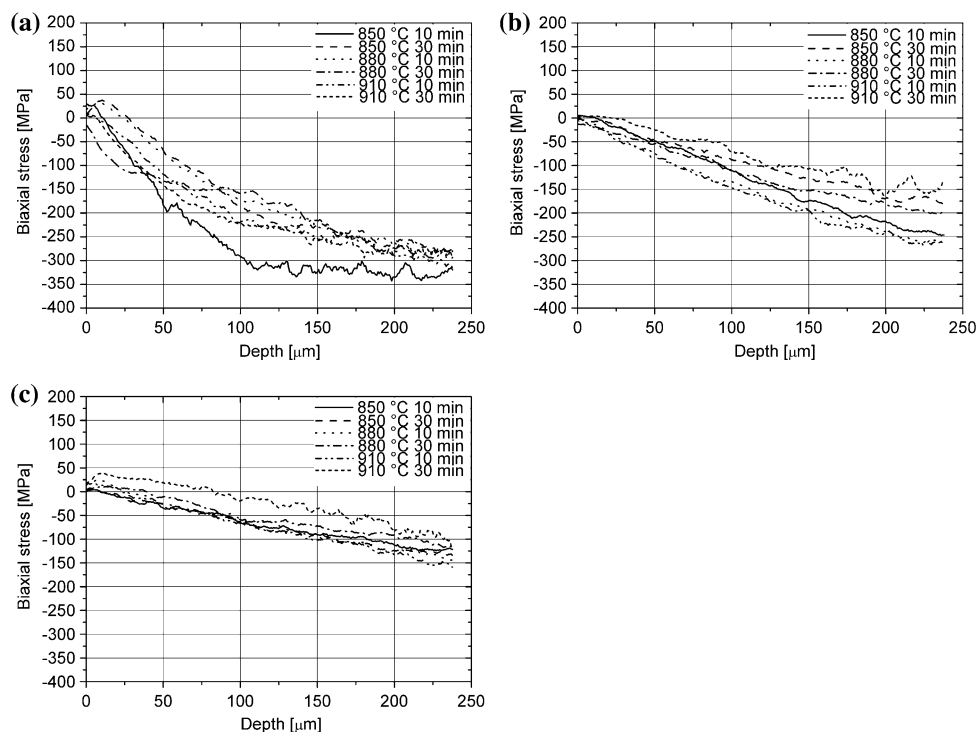 (a)
200
150
100
50
0
-50
-100
-150
-200
-250
-300
-350
-400
Biaxial stress [MPa]
850 °C 10 min
850 °C 30 min
880 °C 10 min
880 °C 30 min
910 °C 10 min
910 °C 30 min
0 50 100 150 200 250
Depth [μm]
(b)
200
150
100
50
0
-50
-100
-150
-200
-250
-300
-350
-400
Biaxial stress [MPa]
850 °C 10 min
850 °C 30 min
880 °C 10 min
880 °C 30 min
910 °C 10 min
910 °C 30 min
0 50 100 150 200 250
Depth [μm]
(c)
200
150
100
50
0
-50
-100
-150
-200
-250
-300
-350
-400
Biaxial stress [MPa]
850 °C 10 min
850 °C 30 min
880 °C 10 min
880 °C 30 min
910 °C 10 min
910 °C 30 min
0 50 100 150 200 250
Depth [μm]